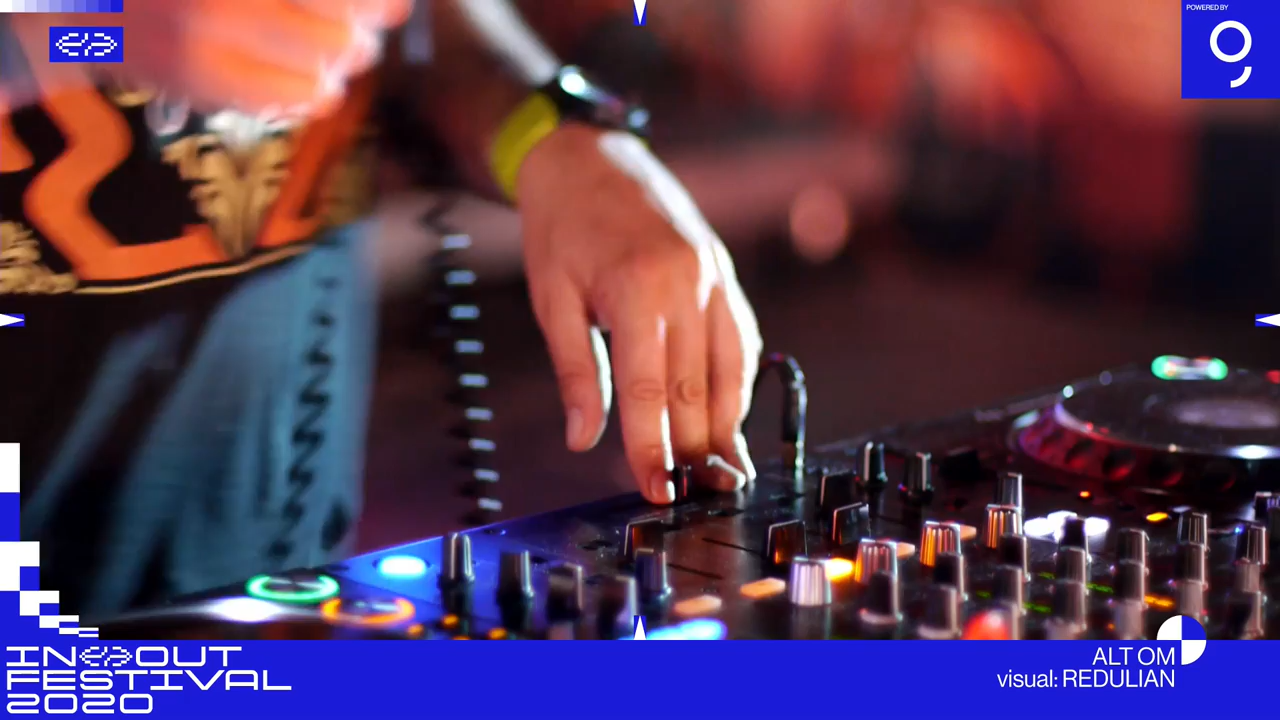 POWERED BY
IN OUT
FESTIVAL
2020
ALT OM
visual: REDULIAN